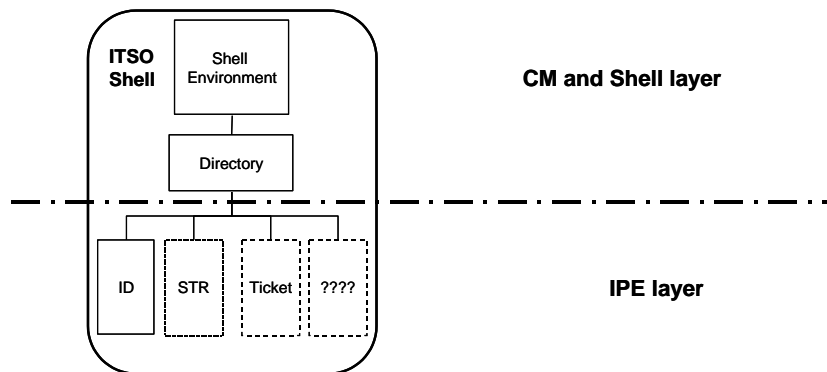 ITSO
Shell
Shell
Environment
CM and Shell layer
Directory
ID
STR
Ticket
????
IPE layer